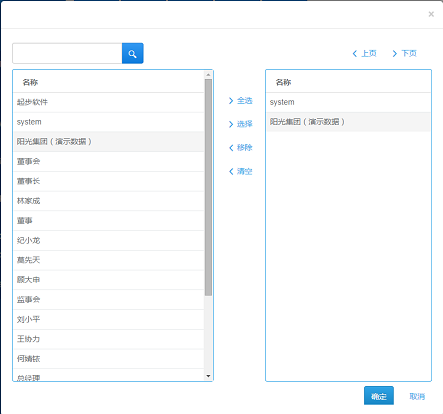 上页 下页
名称
起步软件
system
阳光集团（演示数据）
董事会
董事长
林家成
董事
纪小龙
葛先天
顾大申
监事会
刘小平
王协力
何婧铱
总经理
全选
选择
移除
清空
名称
system
阳光集团（演示数据）
确定 取消